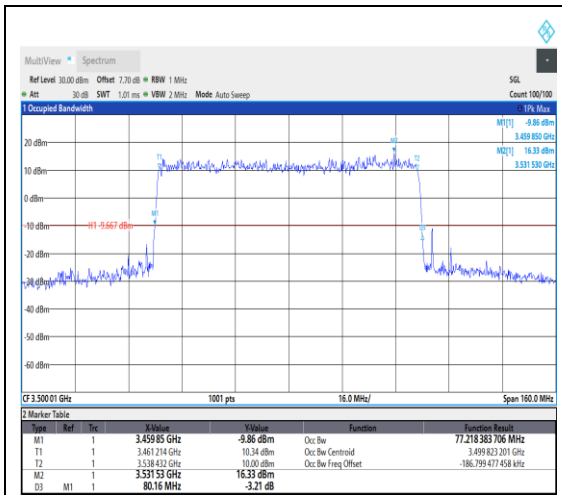 MultiView Spectrum
Ref Level 30.00 dBm Offset 7.70 dB RBW 1 MHz SGL
Att 30 dB SWT 1.01 ms VBW 2 MHz Mode Auto Sweep Count 100/100
1 Occupied Bandwidth 1Pk Max
M1[1] -9.86 dBm
3.459 850 GHz
M2[1] 16.33 dBm
3.531 530 GHz
20 dBm
M2
T1
T2
10 dBm
0 dBm
M1
-10 dBm
H1 -9.667 dBm
-20 dBm
-30 dBm
-40 dBm
-50 dBm
-60 dBm
CF 3.500 01 GHz 1001 pts 16.0 MHz/ Span 160.0 MHz
2 Marker Table
Type Ref Trc X-Value Y-Value Function Function Result
M1 1 3.459 85 GHz -9.86 dBm Occ Bw 77.218 383 706 MHz
T1 1 3.461 214 GHz 10.34 dBm Occ Bw Centroid 3.499 823 201 GHz
T2 1 3.538 432 GHz 10.00 dBm Occ Bw Freq Offset -186.799 477 458 kHz
M2 1 3.531 53 GHz 16.33 dBm
D3 M1 1 80.16 MHz -3.21 dB